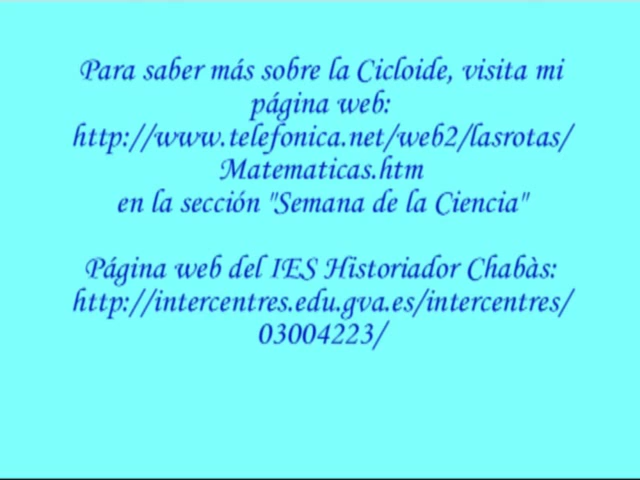 Para saber más sobre la Cicloide, visita mi
página web:
http://www.telefonica.net/web2/lasrotas/
Matematicas.htm
en la sección "Semana de la Ciencia"
Página web del IES Historiador Chabàs:
http://intercentres.edu.gva.es/intercentres/
03004223/